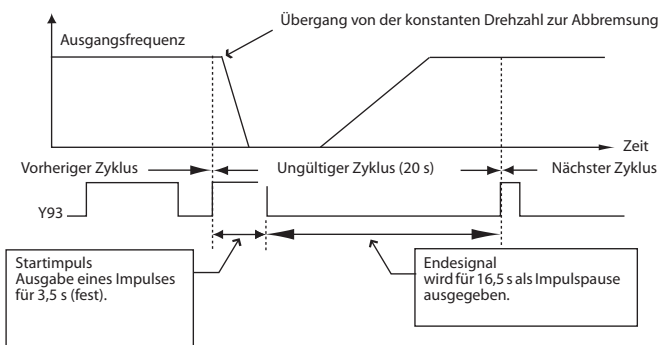 Übergang von der konstanten Drehzahl zur Abbremsung
Ausgangsfrequenz
Zeit
Vorheriger Zyklus
Ungültiger Zyklus (20 s)
Nächster Zyklus
Y93
Startimpuls
Ausgabe eines Impulses
für 3,5 s (fest).
Endesignal
wird für 16,5 s als Impulspause
ausgegeben.